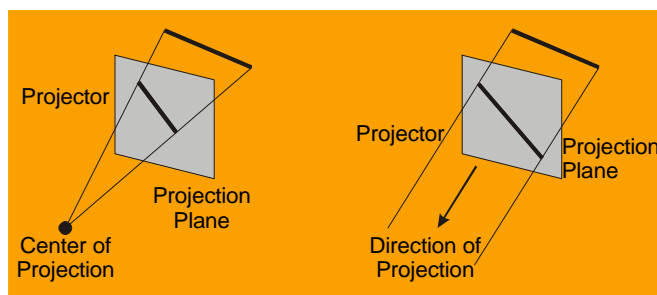 Projector
Projection
Plane
Center of
Projection
Projector
Projection
Plane
Direction of
Projection